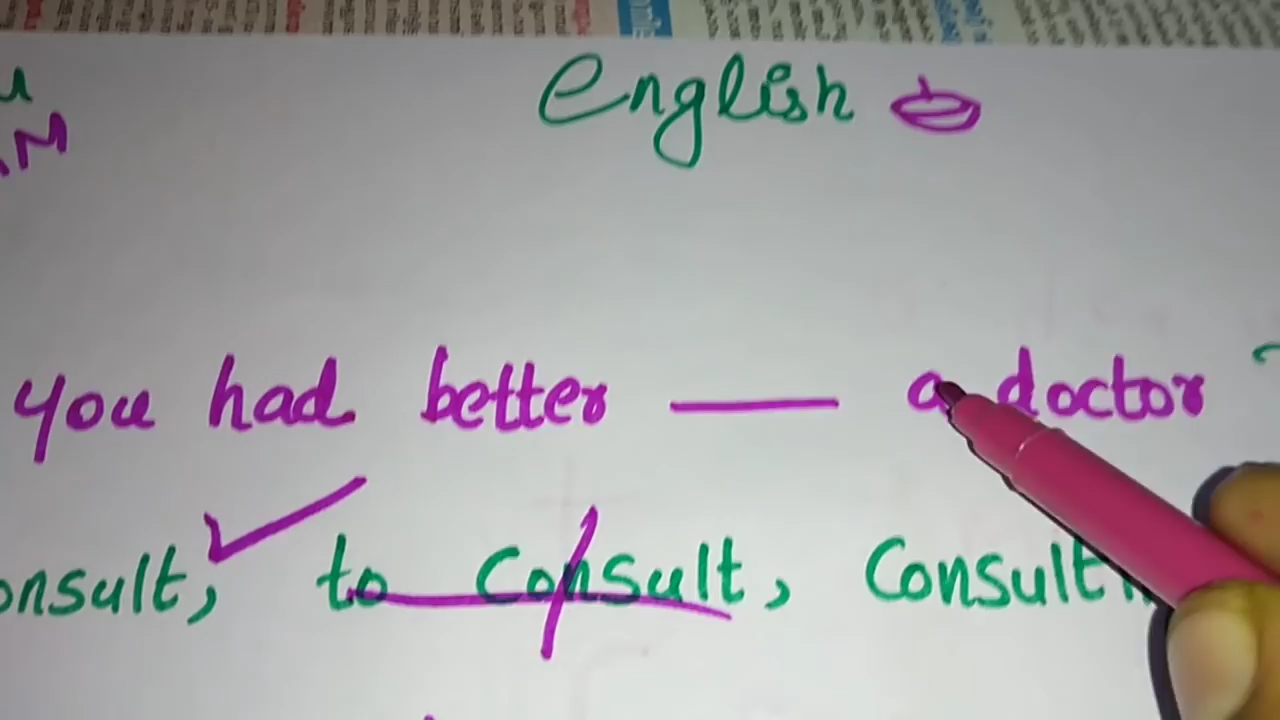 English
you had better —— a doctor
onsult, to Consult, Consult